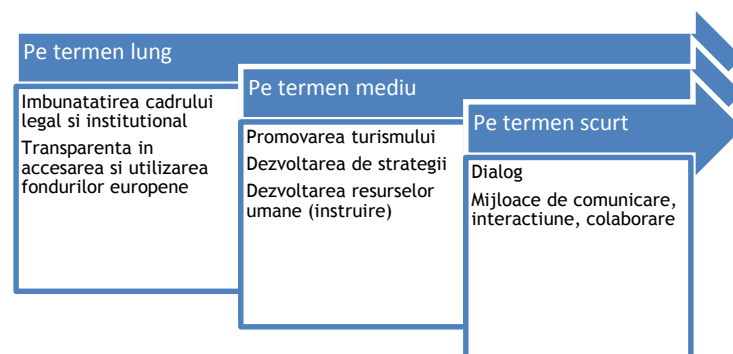 Pe termen lung
Imbunatatirea cadrului
legal si institutional
Transparenta in
accesarea si utilizarea
fondurilor europene
Pe termen mediu
Promovarea turismului
Dezvoltarea de strategii
Dezvoltarea resurselor
umane (instruire)
Pe termen scurt
Dialog
Mijloace de comunicare,
interactiune, colaborare